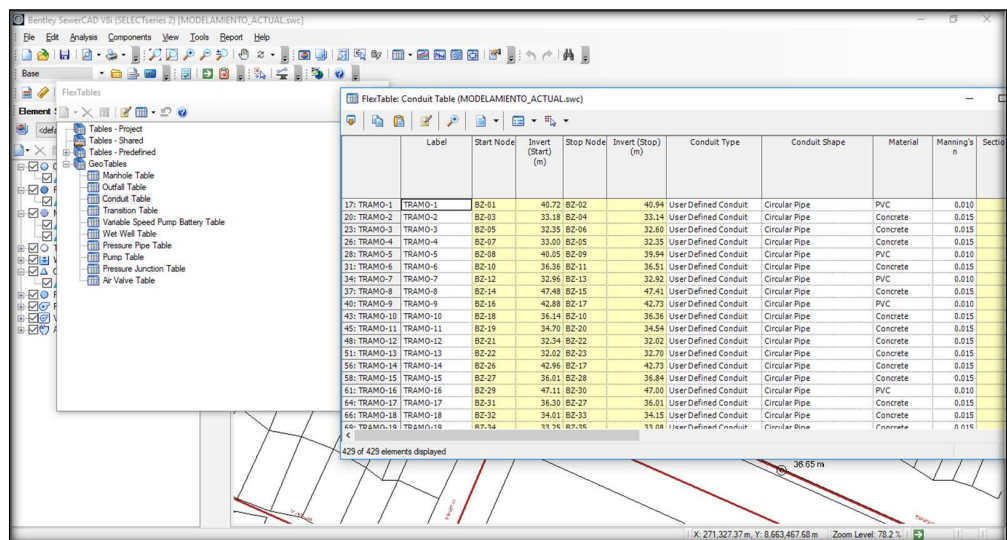 Bentley SewerCAD V8i (SELECTseries 2) [MODELAMIENTO_ACTUAL.swc]
File Edit Analysis Components View Tools Report Help
Base
FlexTables
Element
<defa
Tables - Project
Tables - Shared
Tables - Predefined
GeoTables
Manhole Table
Outfall Table
Conduit Table
Transition Table
Variable Speed Pump Battery Table
Wet Well Table
Pressure Pipe Table
Pump Table
Pressure Junction Table
Air Valve Table
FlexTable: Conduit Table (MODELAMIENTO_ACTUAL.swc)
Label Start Node Invert (Start) (m) Stop Node Invert (Stop) (m) Conduit Type Conduit Shape Material Manning's n Sectio
17: TRAMO-1 TRAMO-1 BZ-01 40.72 BZ-02 40.94 User Defined Conduit Circular Pipe PVC 0.010
20: TRAMO-2 TRAMO-2 BZ-03 33.18 BZ-04 33.14 User Defined Conduit Circular Pipe Concrete 0.015
23: TRAMO-3 TRAMO-3 BZ-05 32.35 BZ-06 32.60 User Defined Conduit Circular Pipe Concrete 0.015
26: TRAMO-4 TRAMO-4 BZ-07 33.00 BZ-05 32.35 User Defined Conduit Circular Pipe Concrete 0.015
28: TRAMO-5 TRAMO-5 BZ-08 40.05 BZ-09 39.94 User Defined Conduit Circular Pipe PVC 0.010
31: TRAMO-6 TRAMO-6 BZ-10 36.36 BZ-11 36.51 User Defined Conduit Circular Pipe Concrete 0.015
34: TRAMO-7 TRAMO-7 BZ-12 32.96 BZ-13 32.92 User Defined Conduit Circular Pipe PVC 0.010
37: TRAMO-8 TRAMO-8 BZ-14 47.48 BZ-15 47.41 User Defined Conduit Circular Pipe Concrete 0.015
40: TRAMO-9 TRAMO-9 BZ-16 42.88 BZ-17 42.73 User Defined Conduit Circular Pipe PVC 0.010
43: TRAMO-10 TRAMO-10 BZ-18 36.14 BZ-10 36.36 User Defined Conduit Circular Pipe Concrete 0.015
45: TRAMO-11 TRAMO-11 BZ-19 34.70 BZ-20 34.54 User Defined Conduit Circular Pipe Concrete 0.015
48: TRAMO-12 TRAMO-12 BZ-21 32.34 BZ-22 32.02 User Defined Conduit Circular Pipe Concrete 0.015
51: TRAMO-13 TRAMO-13 BZ-22 32.02 BZ-23 32.70 User Defined Conduit Circular Pipe Concrete 0.015
56: TRAMO-14 TRAMO-14 BZ-26 42.96 BZ-17 42.73 User Defined Conduit Circular Pipe Concrete 0.015
58: TRAMO-15 TRAMO-15 BZ-27 36.01 BZ-28 36.84 User Defined Conduit Circular Pipe Concrete 0.015
61: TRAMO-16 TRAMO-16 BZ-29 47.11 BZ-30 47.00 User Defined Conduit Circular Pipe PVC 0.010
64: TRAMO-17 TRAMO-17 BZ-31 36.30 BZ-27 36.01 User Defined Conduit Circular Pipe Concrete 0.015
66: TRAMO-18 TRAMO-18 BZ-32 34.01 BZ-33 34.15 User Defined Conduit Circular Pipe Concrete 0.015
69: TRAMO-19 TRAMO-19 BZ-34 33.25 BZ-35 33.08 User Defined Conduit Circular Pipe Concrete 0.015
429 of 429 elements displayed
36.65 m
X: 271,327.37 m, Y: 8,663,467.68 m Zoom Level: 78.2 %